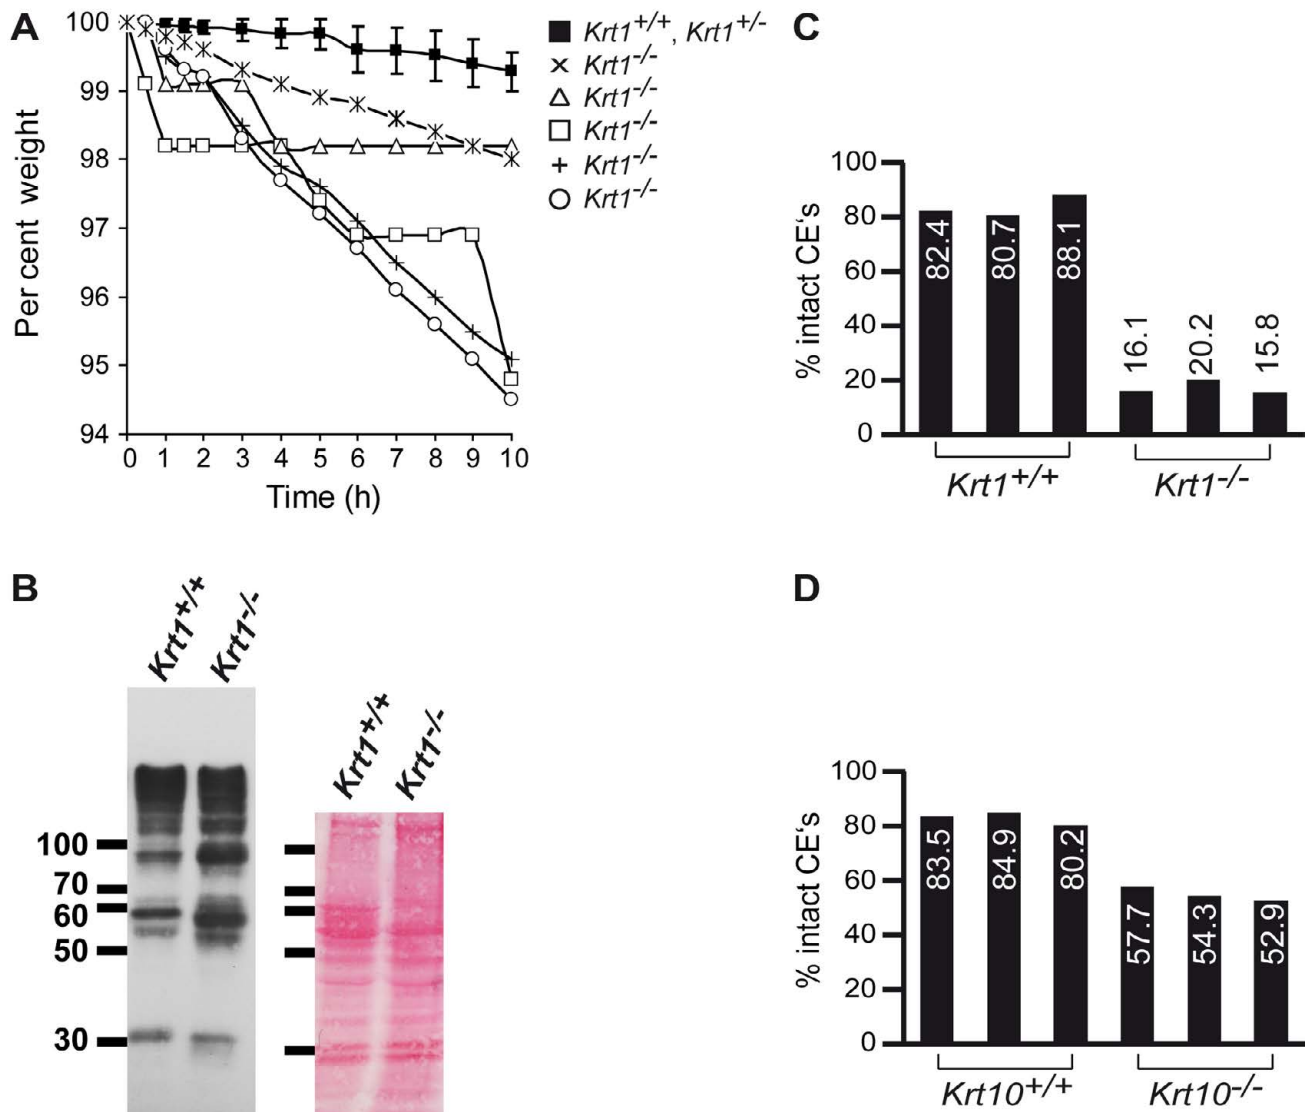 A
Per cent weight
100
99
98
97
96
95
94
0 1 2 3 4 5 6 7 8 9 10
Time (h)
Krt1+/+, Krt1+/-
Krt1-/-
Krt1-/-
Krt1-/-
Krt1-/-
Krt1-/-
C
% intact CE‘s
100
80
60
40
20
0
82.4 80.7 88.1 16.1 20.2 15.8
Krt1+/+ Krt1-/-
B
Krt1+/+ Krt1-/-
100
70
60
50
30
Krt1+/+ Krt1-/-
D
% intact CE‘s
100
80
60
40
20
0
83.5 84.9 80.2 57.7 54.3 52.9
Krt10+/+ Krt10-/-